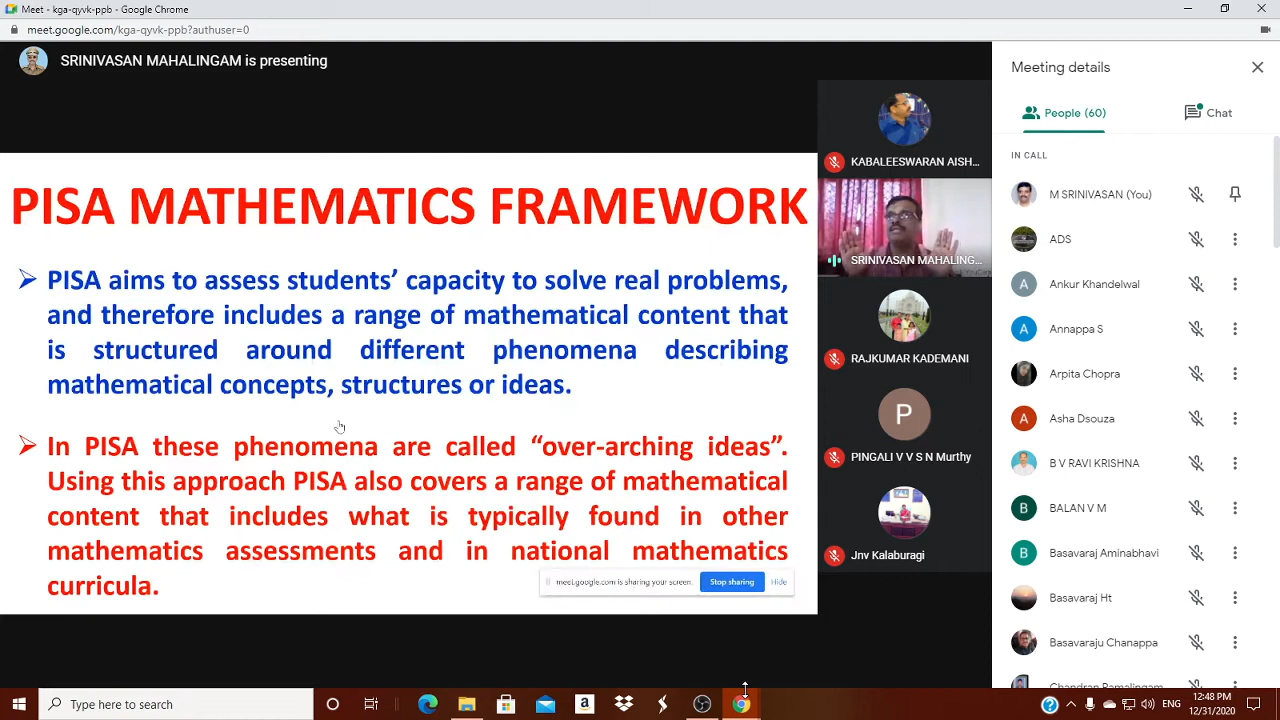 Meet - kga-qyvk-ppb - Google Chrome
meet.google.com/kga-qyvk-ppb?authuser=0
SRINIVASAN MAHALINGAM is presenting
PISA MATHEMATICS FRAMEWORK
PISA aims to assess students’ capacity to solve real problems,
and therefore includes a range of mathematical content that
is structured around different phenomena describing
mathematical concepts, structures or ideas.
In PISA these phenomena are called “over-arching ideas”.
Using this approach PISA also covers a range of mathematical
content that includes what is typically found in other
mathematics assessments and in national mathematics
curricula.
meet.google.com is sharing your screen.
Stop sharing
Hide
KABALEESWARAN AISH...
SRINIVASAN MAHALING...
RAJKUMAR KADEMANI
P
PINGALI V V S N Murthy
Jnv Kalaburagi
Meeting details
People (60)
Chat
IN CALL
M SRINIVASAN (You)
ADS
A Ankur Khandelwal
A Annappa S
Arpita Chopra
A Asha Dsouza
B V RAVI KRISHNA
B BALAN V M
B Basavaraj Aminabhavi
Basavaraj Ht
Basavaraju Chanappa
Chandran Ramalingam
Type here to search
ENG
12:48 PM
12/31/2020